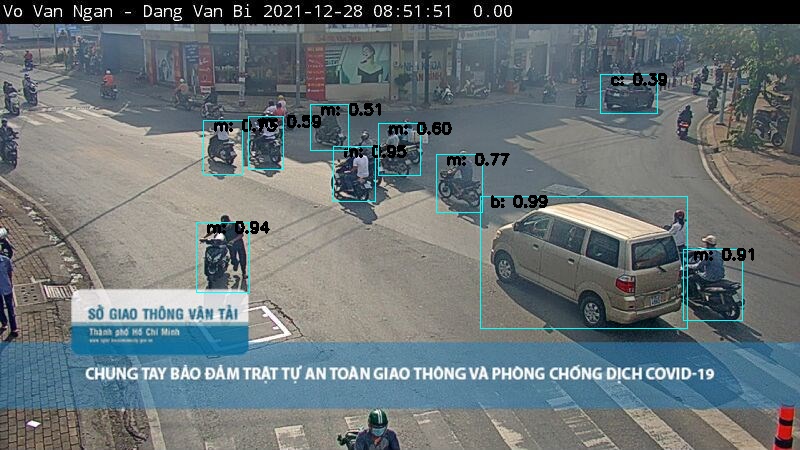 Vo Van Ngan - Dang Van Bi 2021-12-28 08:51:51 0.00
c: 0.39
m: 0.51
0.59
m: 0.60
0.95
m: 0.77
b: 0.99
m: 0.94
m: 0.91
SỞ GIAO THÔNG VẬN TẢI
Thành phố Hồ Chí Minh
CHUNG TAY BẢO ĐẢM TRẬT TỰ AN TOÀN GIAO THÔNG VÀ PHÒNG CHỐNG DỊCH COVID-19